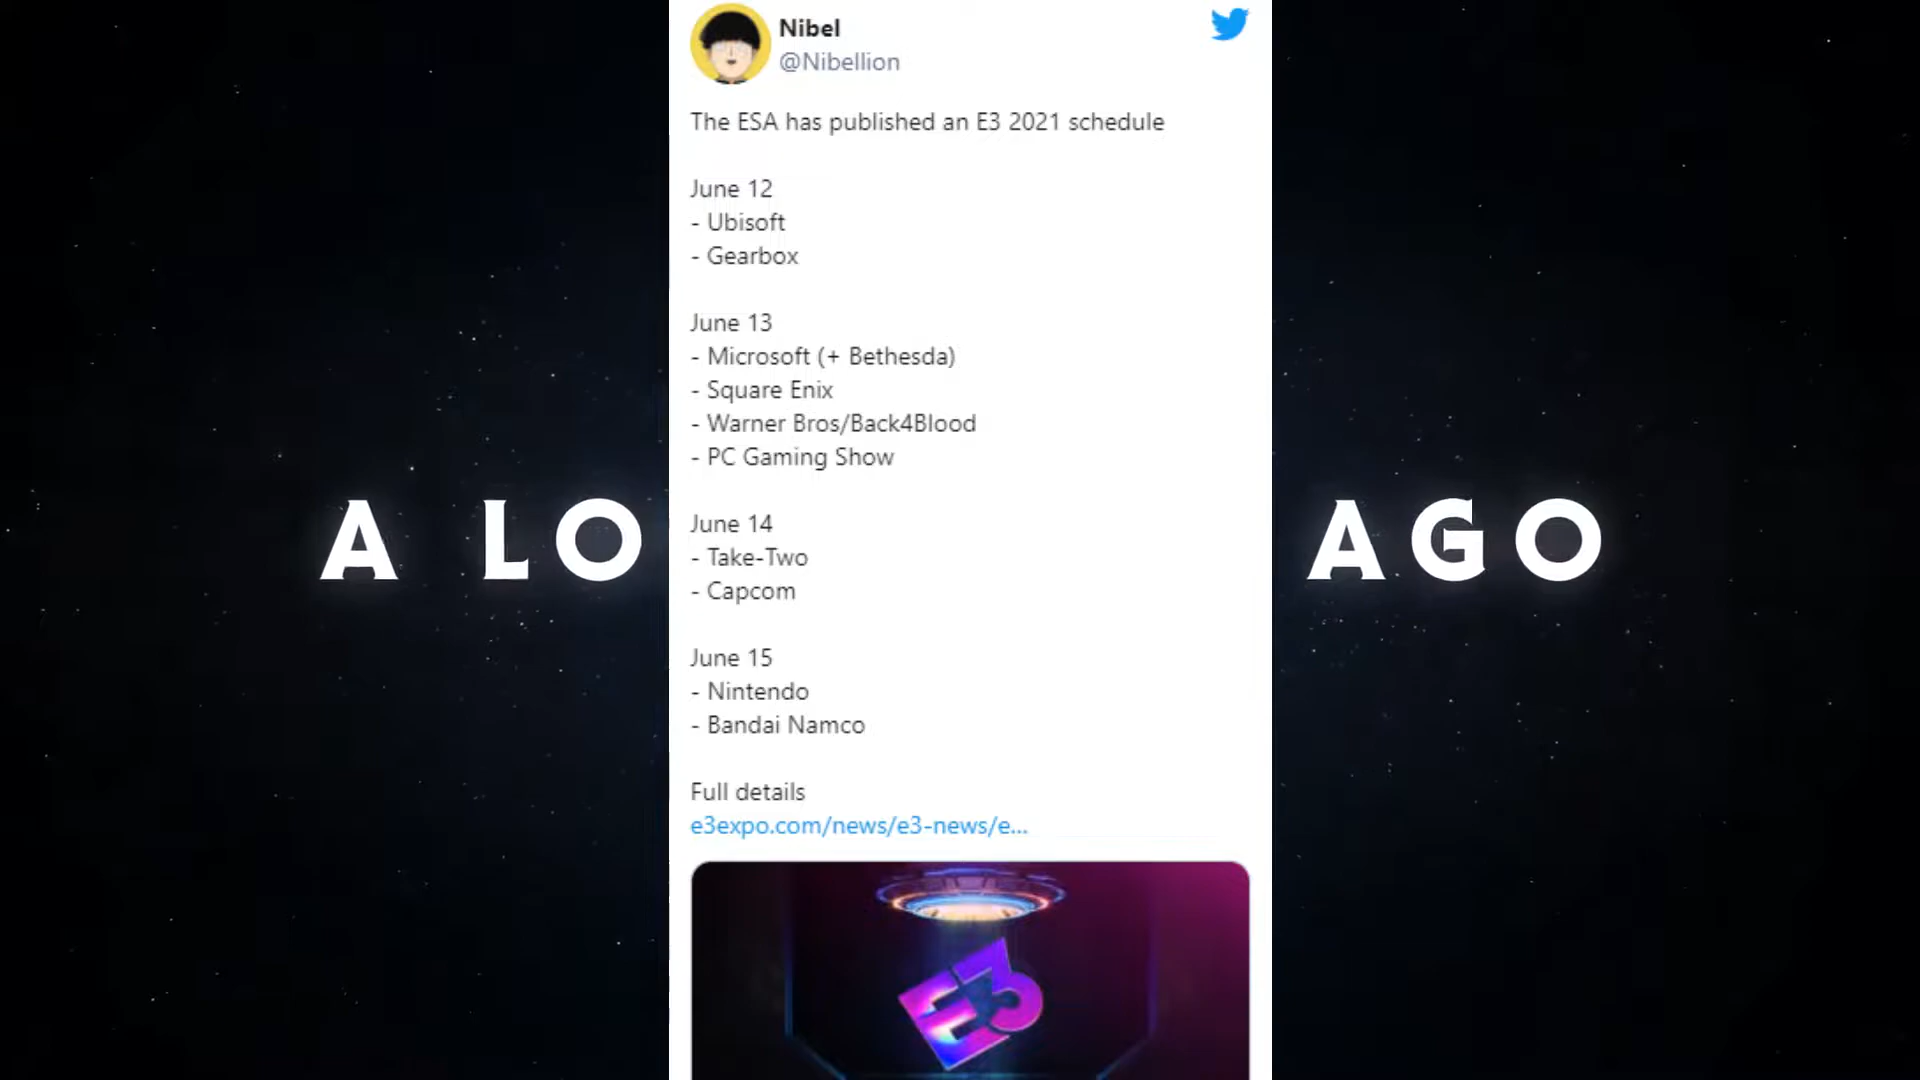 Nibel
@Nibellion
The ESA has published an E3 2021 schedule
June 12
- Ubisoft
- Gearbox
June 13
- Microsoft (+ Bethesda)
- Square Enix
- Warner Bros/Back4Blood
- PC Gaming Show
June 14
- Take-Two
- Capcom
June 15
- Nintendo
- Bandai Namco
Full details
e3expo.com/news/e3-news/e...
E3
A LO AGO